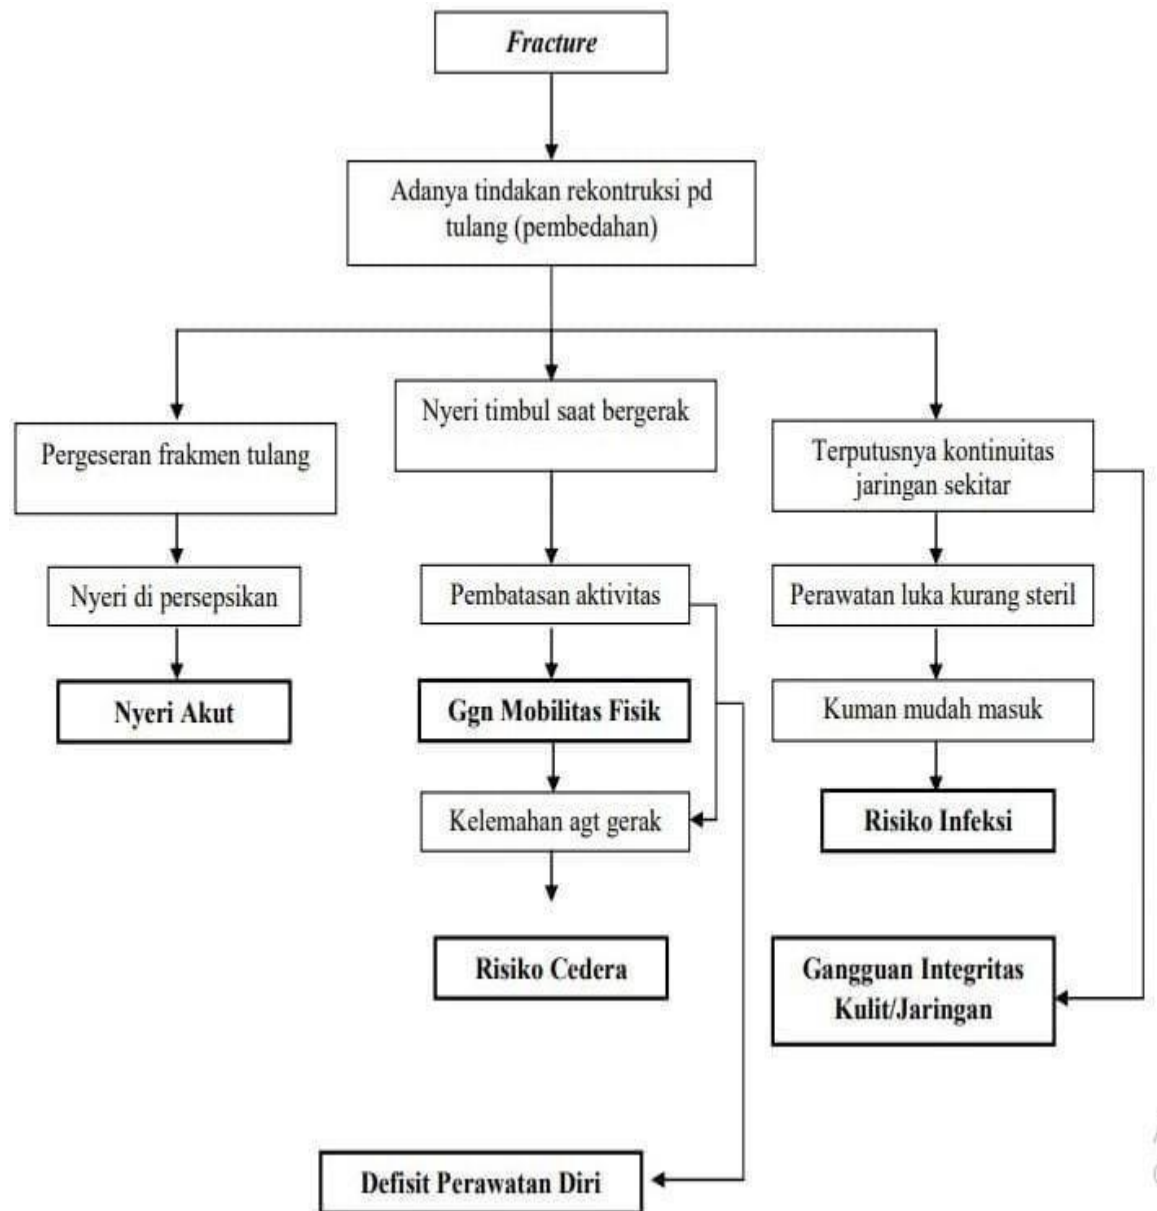 Fracture
Adanya tindakan rekontruksi pd
tulang (pembedahan)
Pergeseran frakmen tulang
Nyeri di persepsikan
Nyeri Akut
Nyeri timbul saat bergerak
Pembatasan aktivitas
Ggn Mobilitas Fisik
Kelemahan agt gerak
Risiko Cedera
Defisit Perawatan Diri
Terputusnya kontinuitas
jaringan sekitar
Perawatan luka kurang steril
Kuman mudah masuk
Risiko Infeksi
Gangguan Integritas
Kulit/Jaringan